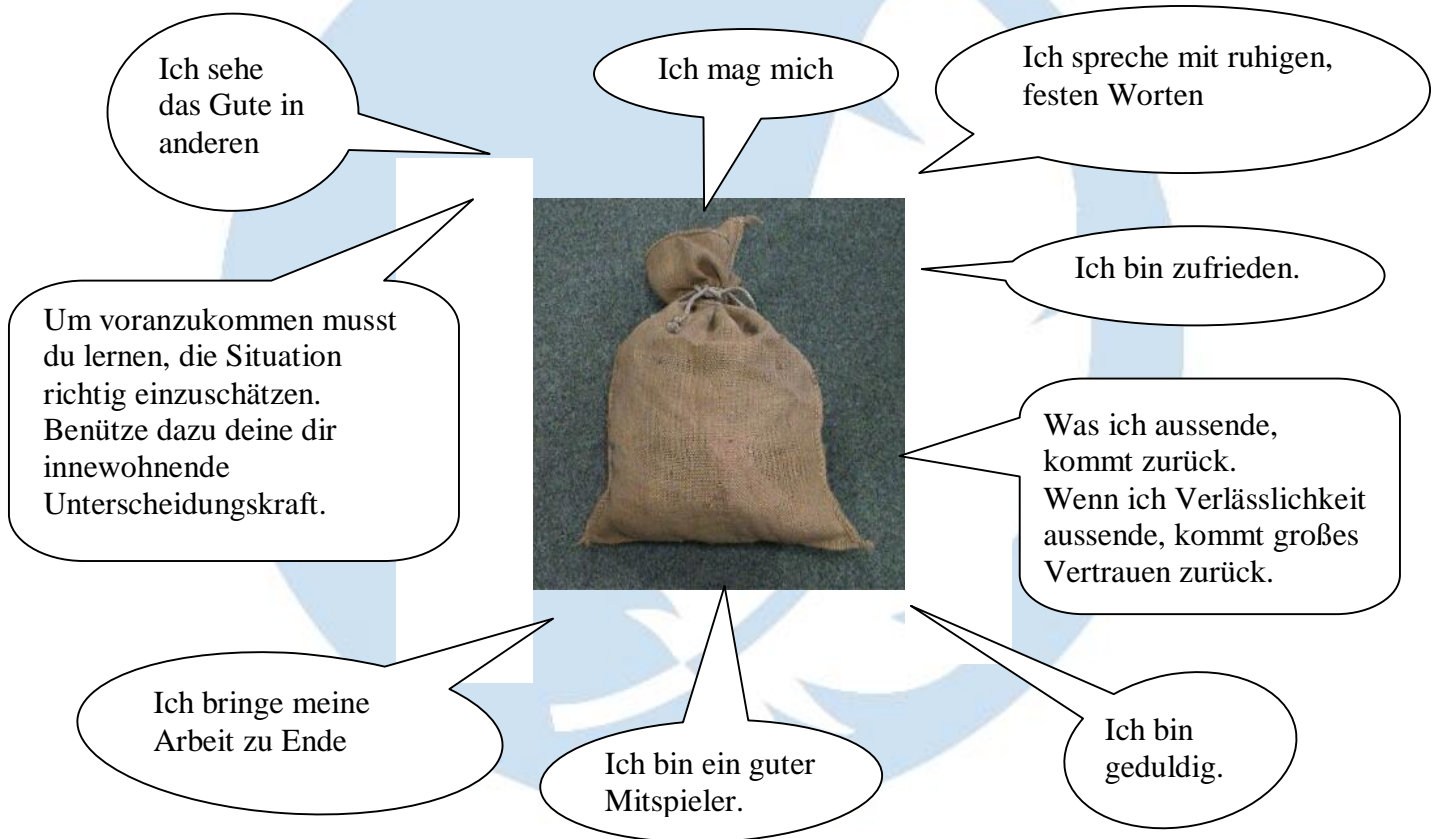 Ich sehe
das Gute in
anderen
Ich mag mich
Ich spreche mit ruhigen,
festen Worten
Ich bin zufrieden.
Um voranzukommen musst
du lernen, die Situation
richtig einzuschätzen.
Benütze dazu deine dir
innewohnende
Unterscheidungskraft.
Was ich aussende,
kommt zurück.
Wenn ich Verlässlichkeit
aussende, kommt großes
Vertrauen zurück.
Ich bringe meine
Arbeit zu Ende
Ich bin ein guter
Mitspieler.
Ich bin
geduldig.